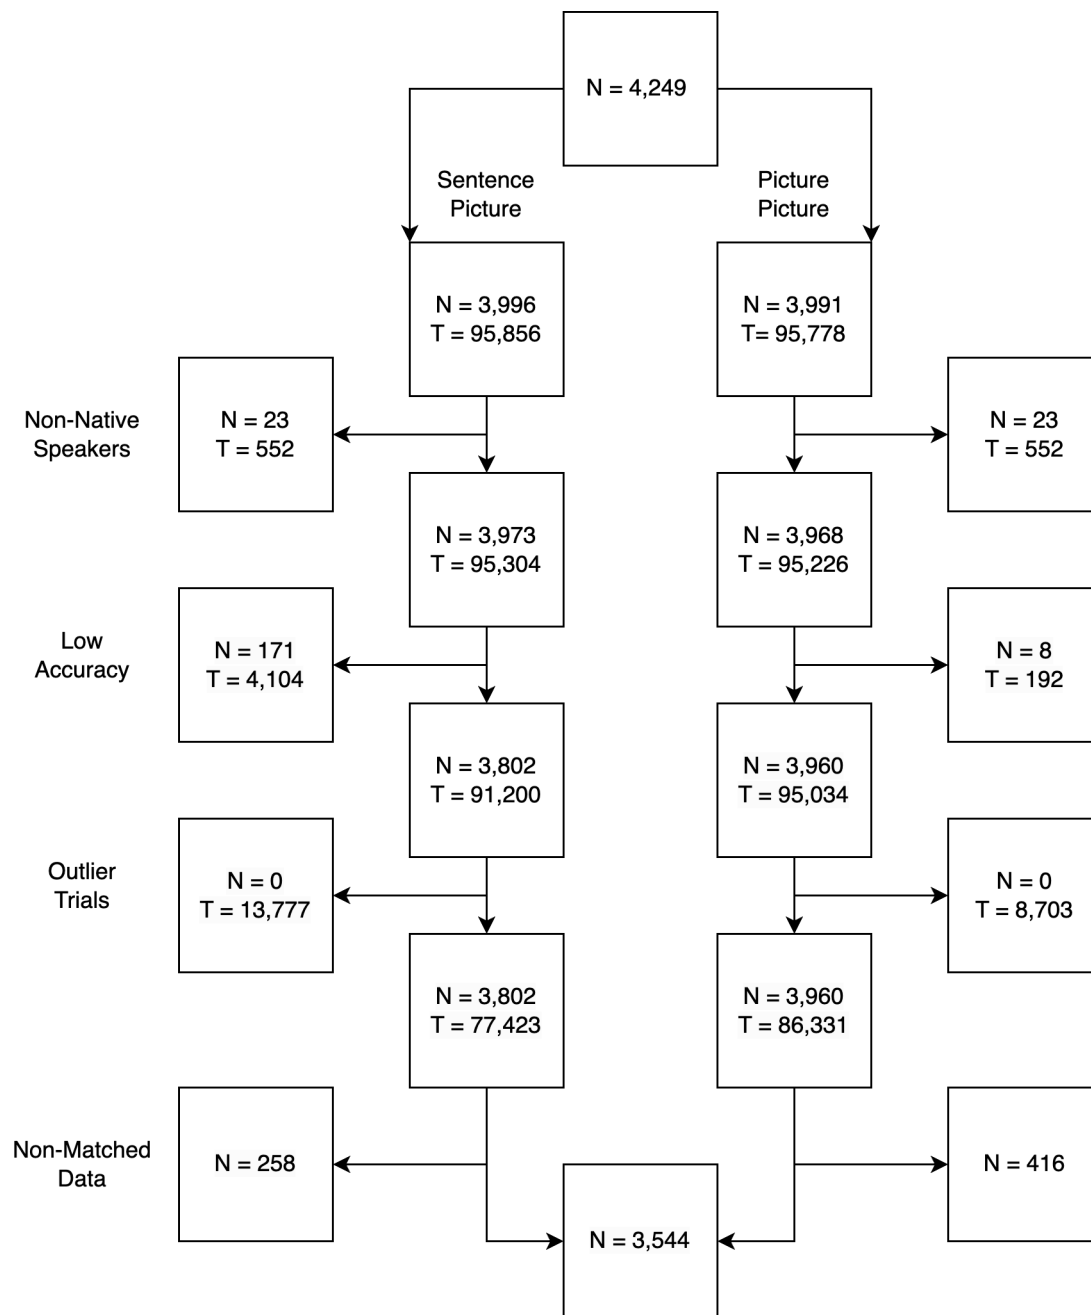 N = 4,249
Sentence
Picture
Picture
Picture
N = 3,996
T = 95,856
N = 3,991
T= 95,778
Non-Native
Speakers
N = 23
T = 552
N = 23
T = 552
N = 3,973
T = 95,304
N = 3,968
T = 95,226
Low
Accuracy
N = 171
T = 4,104
N = 8
T = 192
N = 3,802
T = 91,200
N = 3,960
T = 95,034
Outlier
Trials
N = 0
T = 13,777
N = 0
T = 8,703
N = 3,802
T = 77,423
N = 3,960
T = 86,331
Non-Matched
Data
N = 258
N = 416
N = 3,544